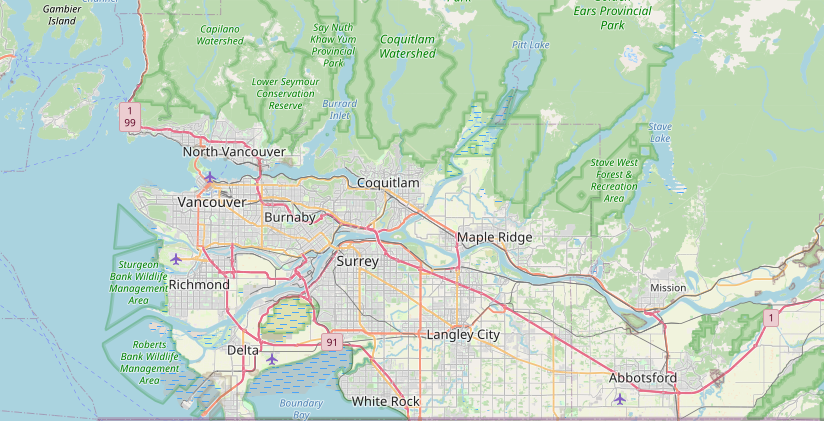 Gambier
Island
Channel
Capilano
Watershed
Say Nuth
Khaw Yum
Provincial
Park
Coquitlam
Watershed
Park
Ears Provincial
Park
Pitt Lake
Lower Seymour
Conservation
Reserve
Burrard
Inlet
1
99
Stave
Lake
North Vancouver
Stave West
Forest &
Recreation
Area
Coquitlam
Vancouver
Burnaby
Maple Ridge
Surrey
Sturgeon
Bank Wildlife
Management
Area
Richmond
Mission
1
Roberts
Bank Wildlife
Management
Area
Delta
91
Langley City
Abbotsford
White Rock
Boundary
Bay